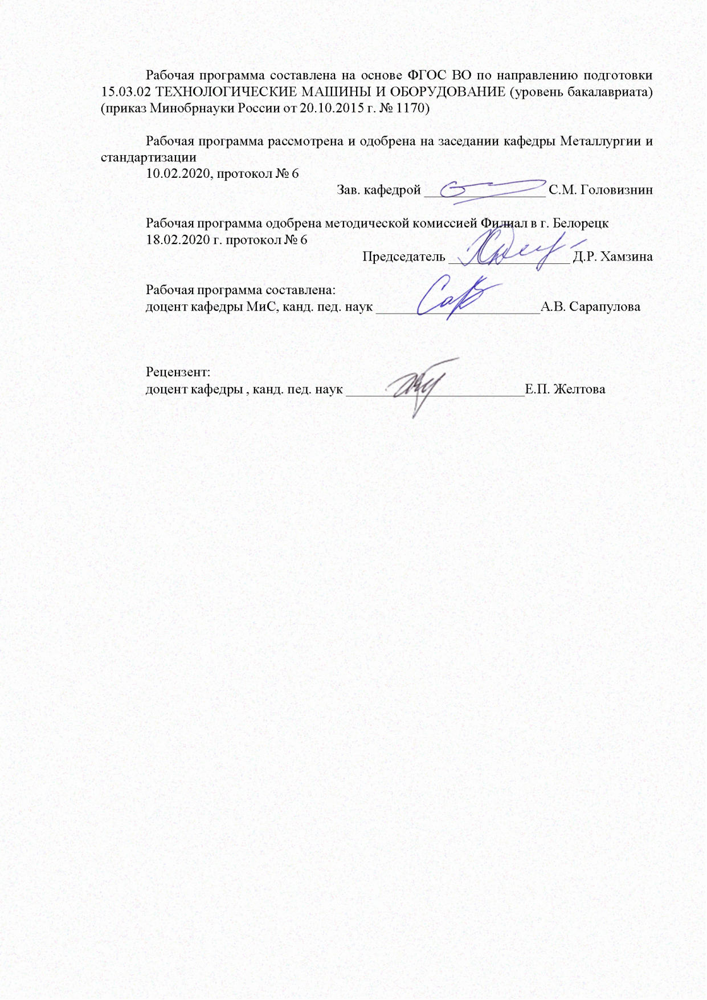 Рабочая программа составлена на основе ФГОС ВО по направлению подготовки
15.03.02 ТЕХНОЛОГИЧЕСКИЕ МАШИНЫ И ОБОРУДОВАНИЕ (уровень бакалавриата)
(приказ Минобрнауки России от 20.10.2015 г. № 1170)
Рабочая программа рассмотрена и одобрена на заседании кафедры Металлургии и
стандартизации
10.02.2020, протокол № 6
Зав. кафедрой _________________ С.М. Головизнин
Рабочая программа одобрена методической комиссией Филиал в г. Белорецк
18.02.2020 г. протокол № 6
Председатель _________________ Д.Р. Хамзина
Рабочая программа составлена:
доцент кафедры МиС, канд. пед. наук _______________________А.В. Сарапулова
Рецензент:
доцент кафедры , канд. пед. наук _________________________Е.П. Желтова